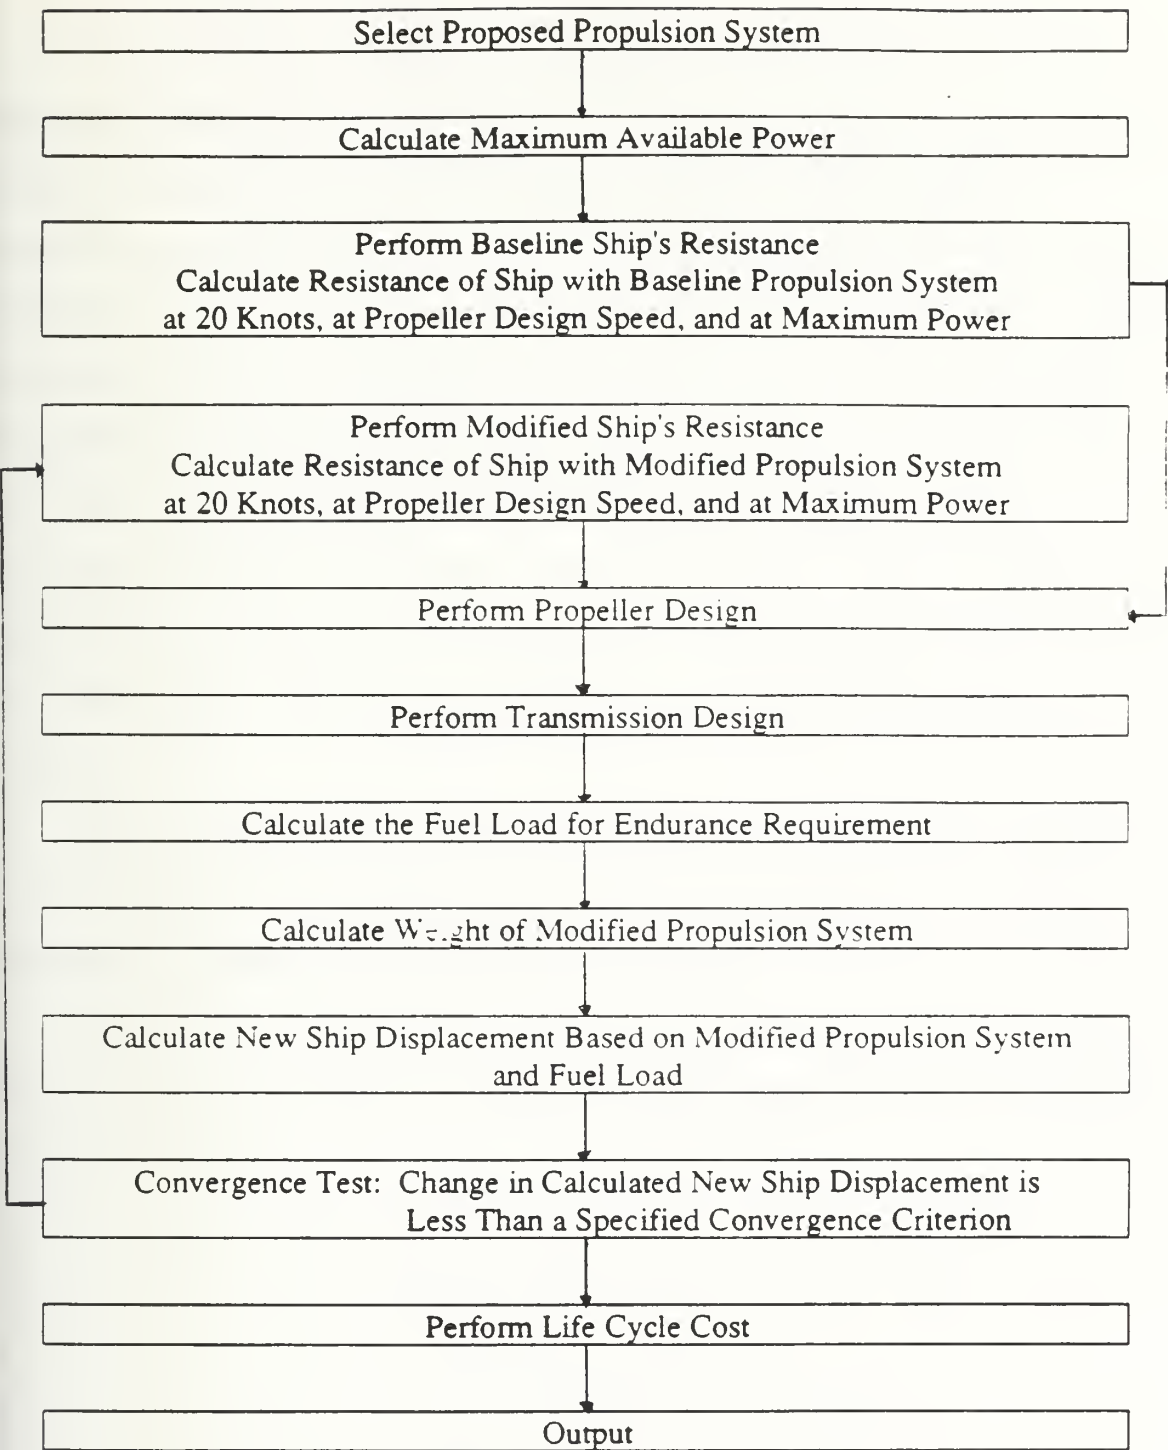 Select Proposed Propulsion System
Calculate Maximum Available Power
Perform Baseline Ship's Resistance
Calculate Resistance of Ship with Baseline Propulsion System
at 20 Knots, at Propeller Design Speed, and at Maximum Power
Perform Modified Ship's Resistance
Calculate Resistance of Ship with Modified Propulsion System
at 20 Knots, at Propeller Design Speed, and at Maximum Power
Perform Propeller Design
Perform Transmission Design
Calculate the Fuel Load for Endurance Requirement
Calculate Weight of Modified Propulsion System
Calculate New Ship Displacement Based on Modified Propulsion System
and Fuel Load
Convergence Test: Change in Calculated New Ship Displacement is
Less Than a Specified Convergence Criterion
Perform Life Cycle Cost
Output